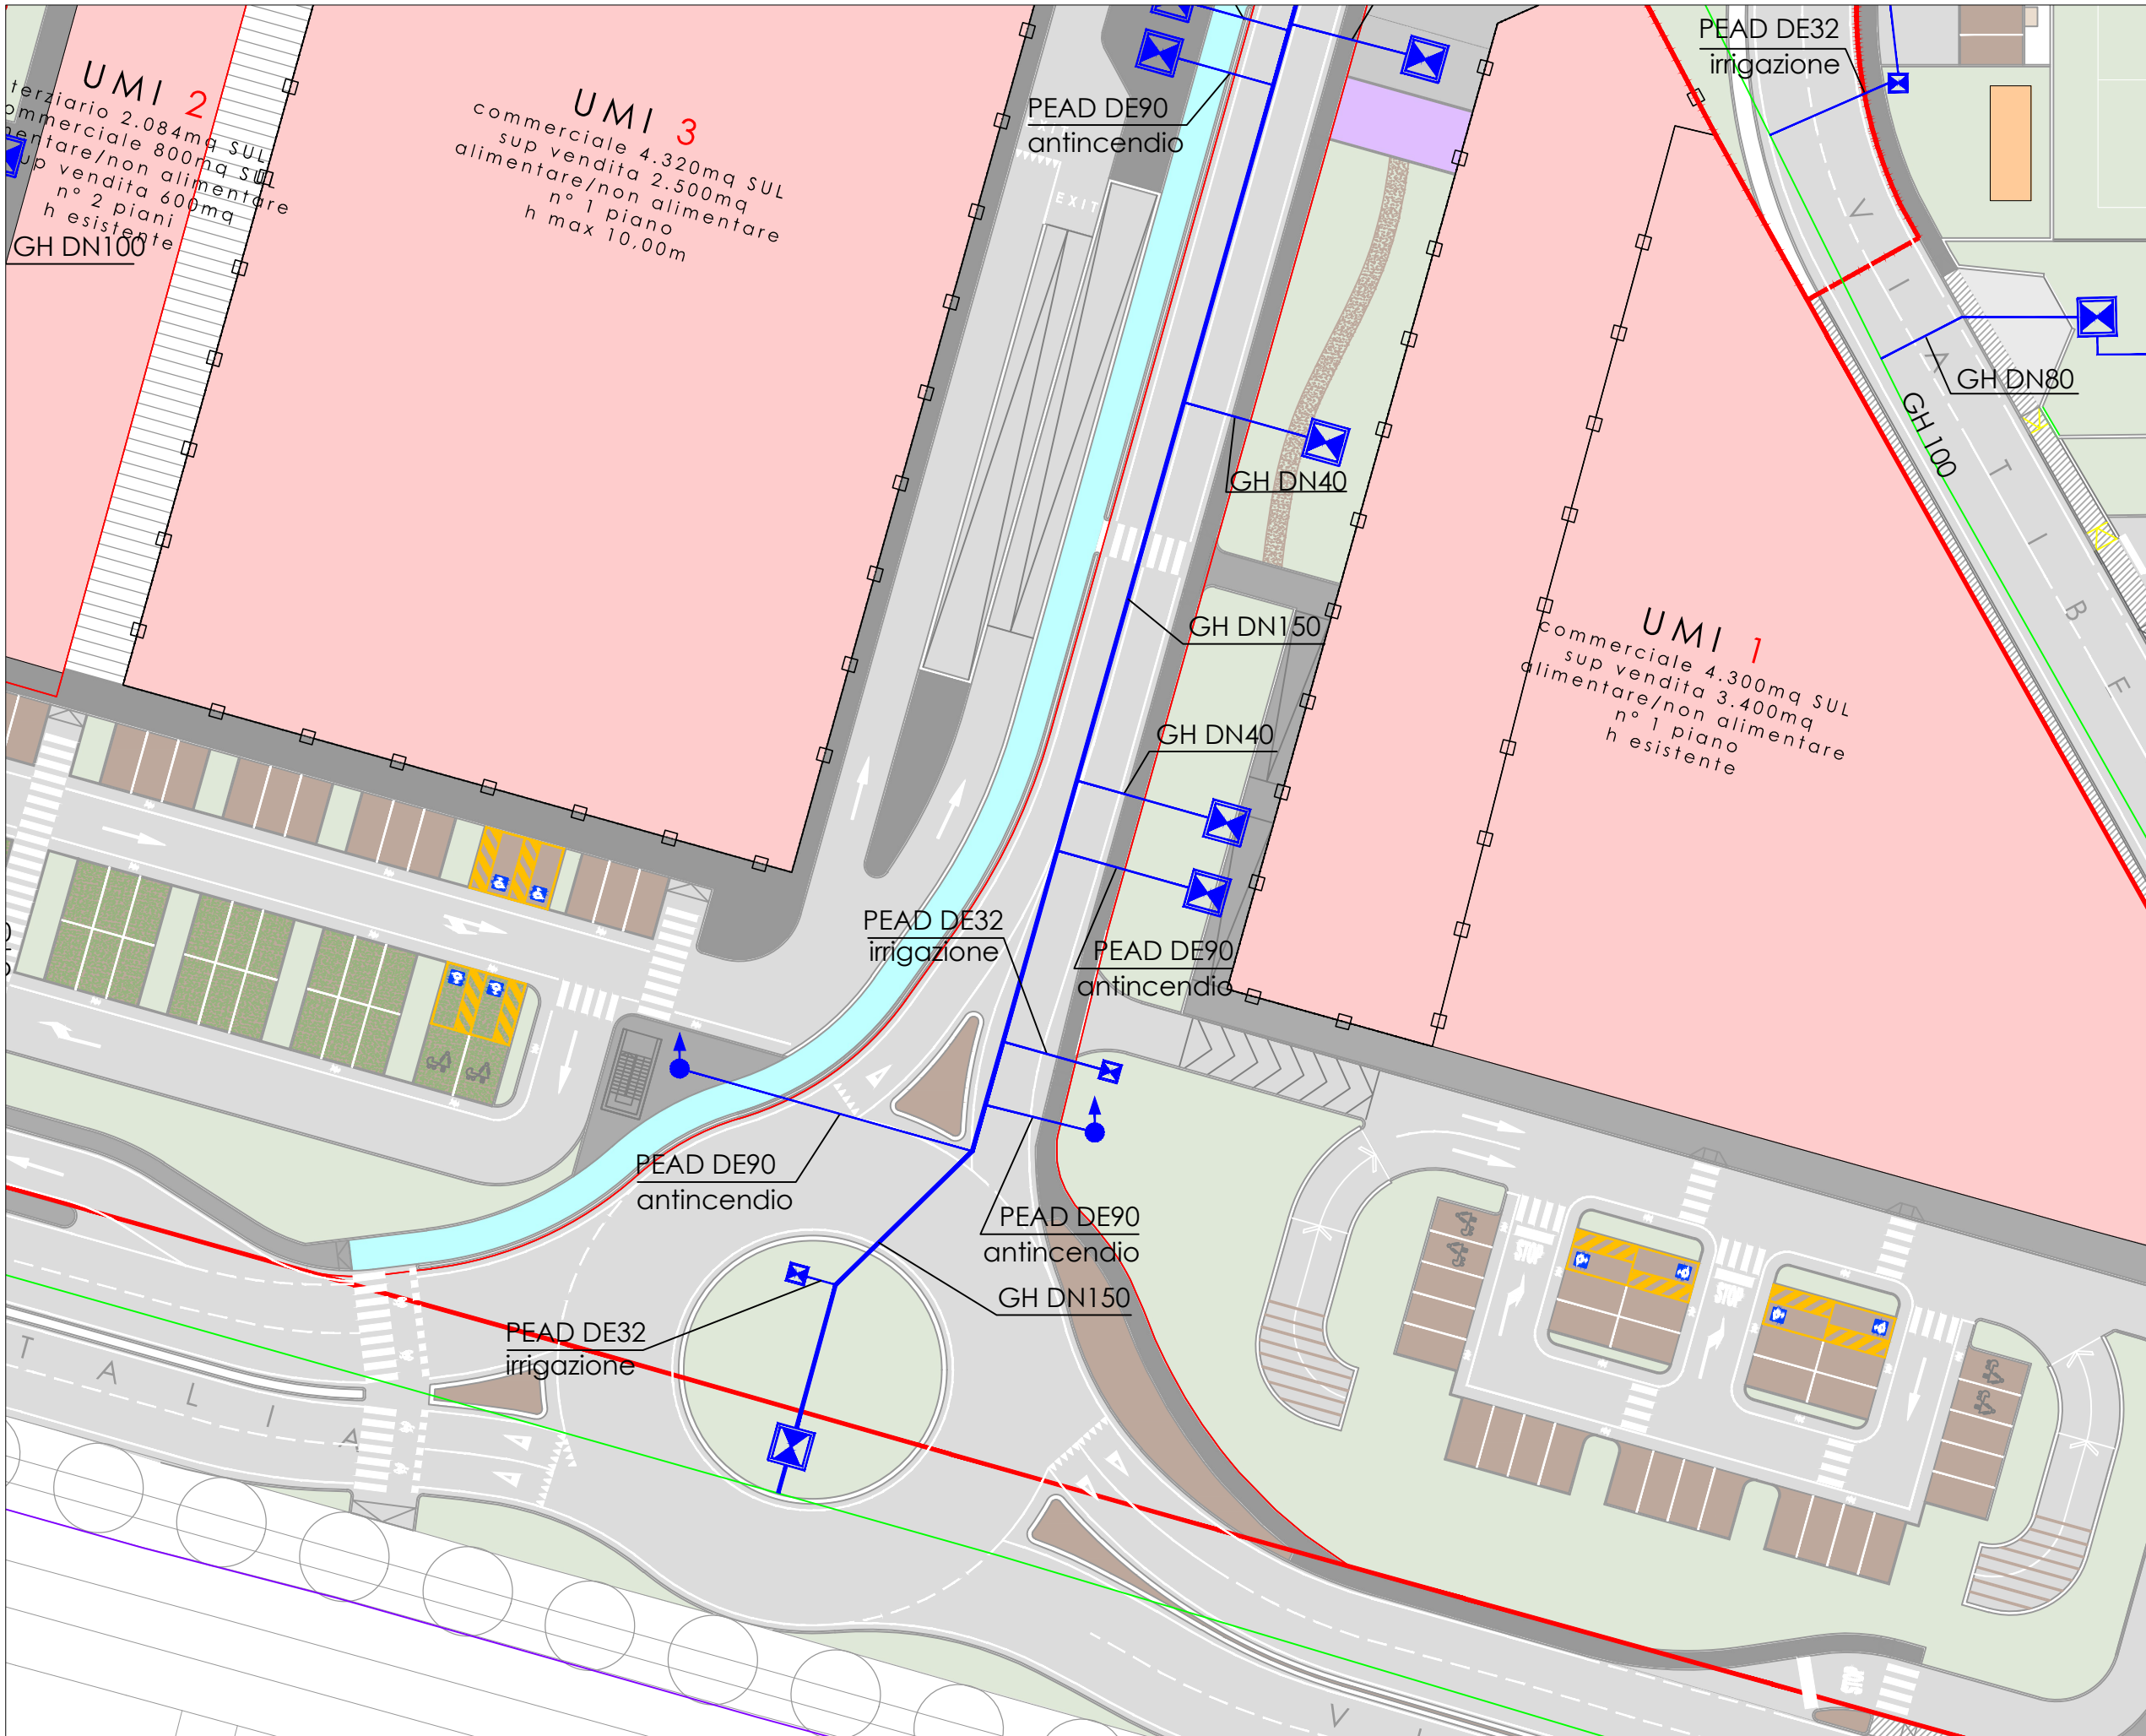 UMI 2
terziario 2.084mq SUL
commerciale 800mq SUL
alimentare/non alimentare
sup vendita 600mq
n° 2 piani
h esistente
GH DN100
UMI 3
commerciale 4.320mq SUL
sup vendita 2.500mq
alimentare/non alimentare
n° 1 piano
h max 10,00m
PEAD DE90
antincendio
EXIT
EXIT
PEAD DE32
irrigazione
GH DN80
GH 100
VIA TIBE
GH DN40
GH DN150
UMI 1
commerciale 4.300mq SUL
sup vendita 3.400mq
alimentare/non alimentare
n° 1 piano
h esistente
GH DN40
PEAD DE32
irrigazione
PEAD DE90
antincendio
PEAD DE90
antincendio
PEAD DE90
antincendio
GH DN150
PEAD DE32
irrigazione
TALIA
STOP
STOP
STOP
V